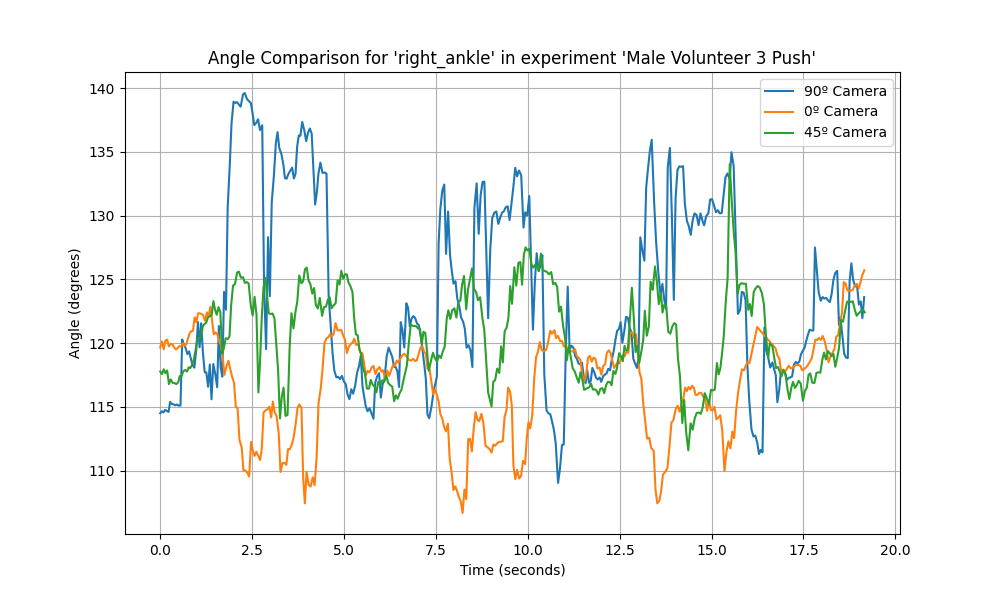 Angle Comparison for 'right_ankle' in experiment 'Male Volunteer 3 Push'
90º Camera
0º Camera
45º Camera
Angle (degrees)
140
135
130
125
120
115
110
0.0 2.5 5.0 7.5 10.0 12.5 15.0 17.5 20.0
Time (seconds)